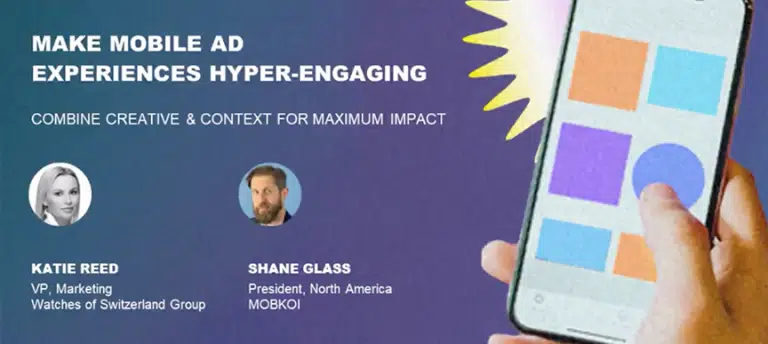 MAKE MOBILE AD
EXPERIENCES HYPER-ENGAGING
COMBINE CREATIVE & CONTEXT FOR MAXIMUM IMPACT
KATIE REED
VP, Marketing
Watches of Switzerland Group
SHANE GLASS
President, North America
MOBKOI